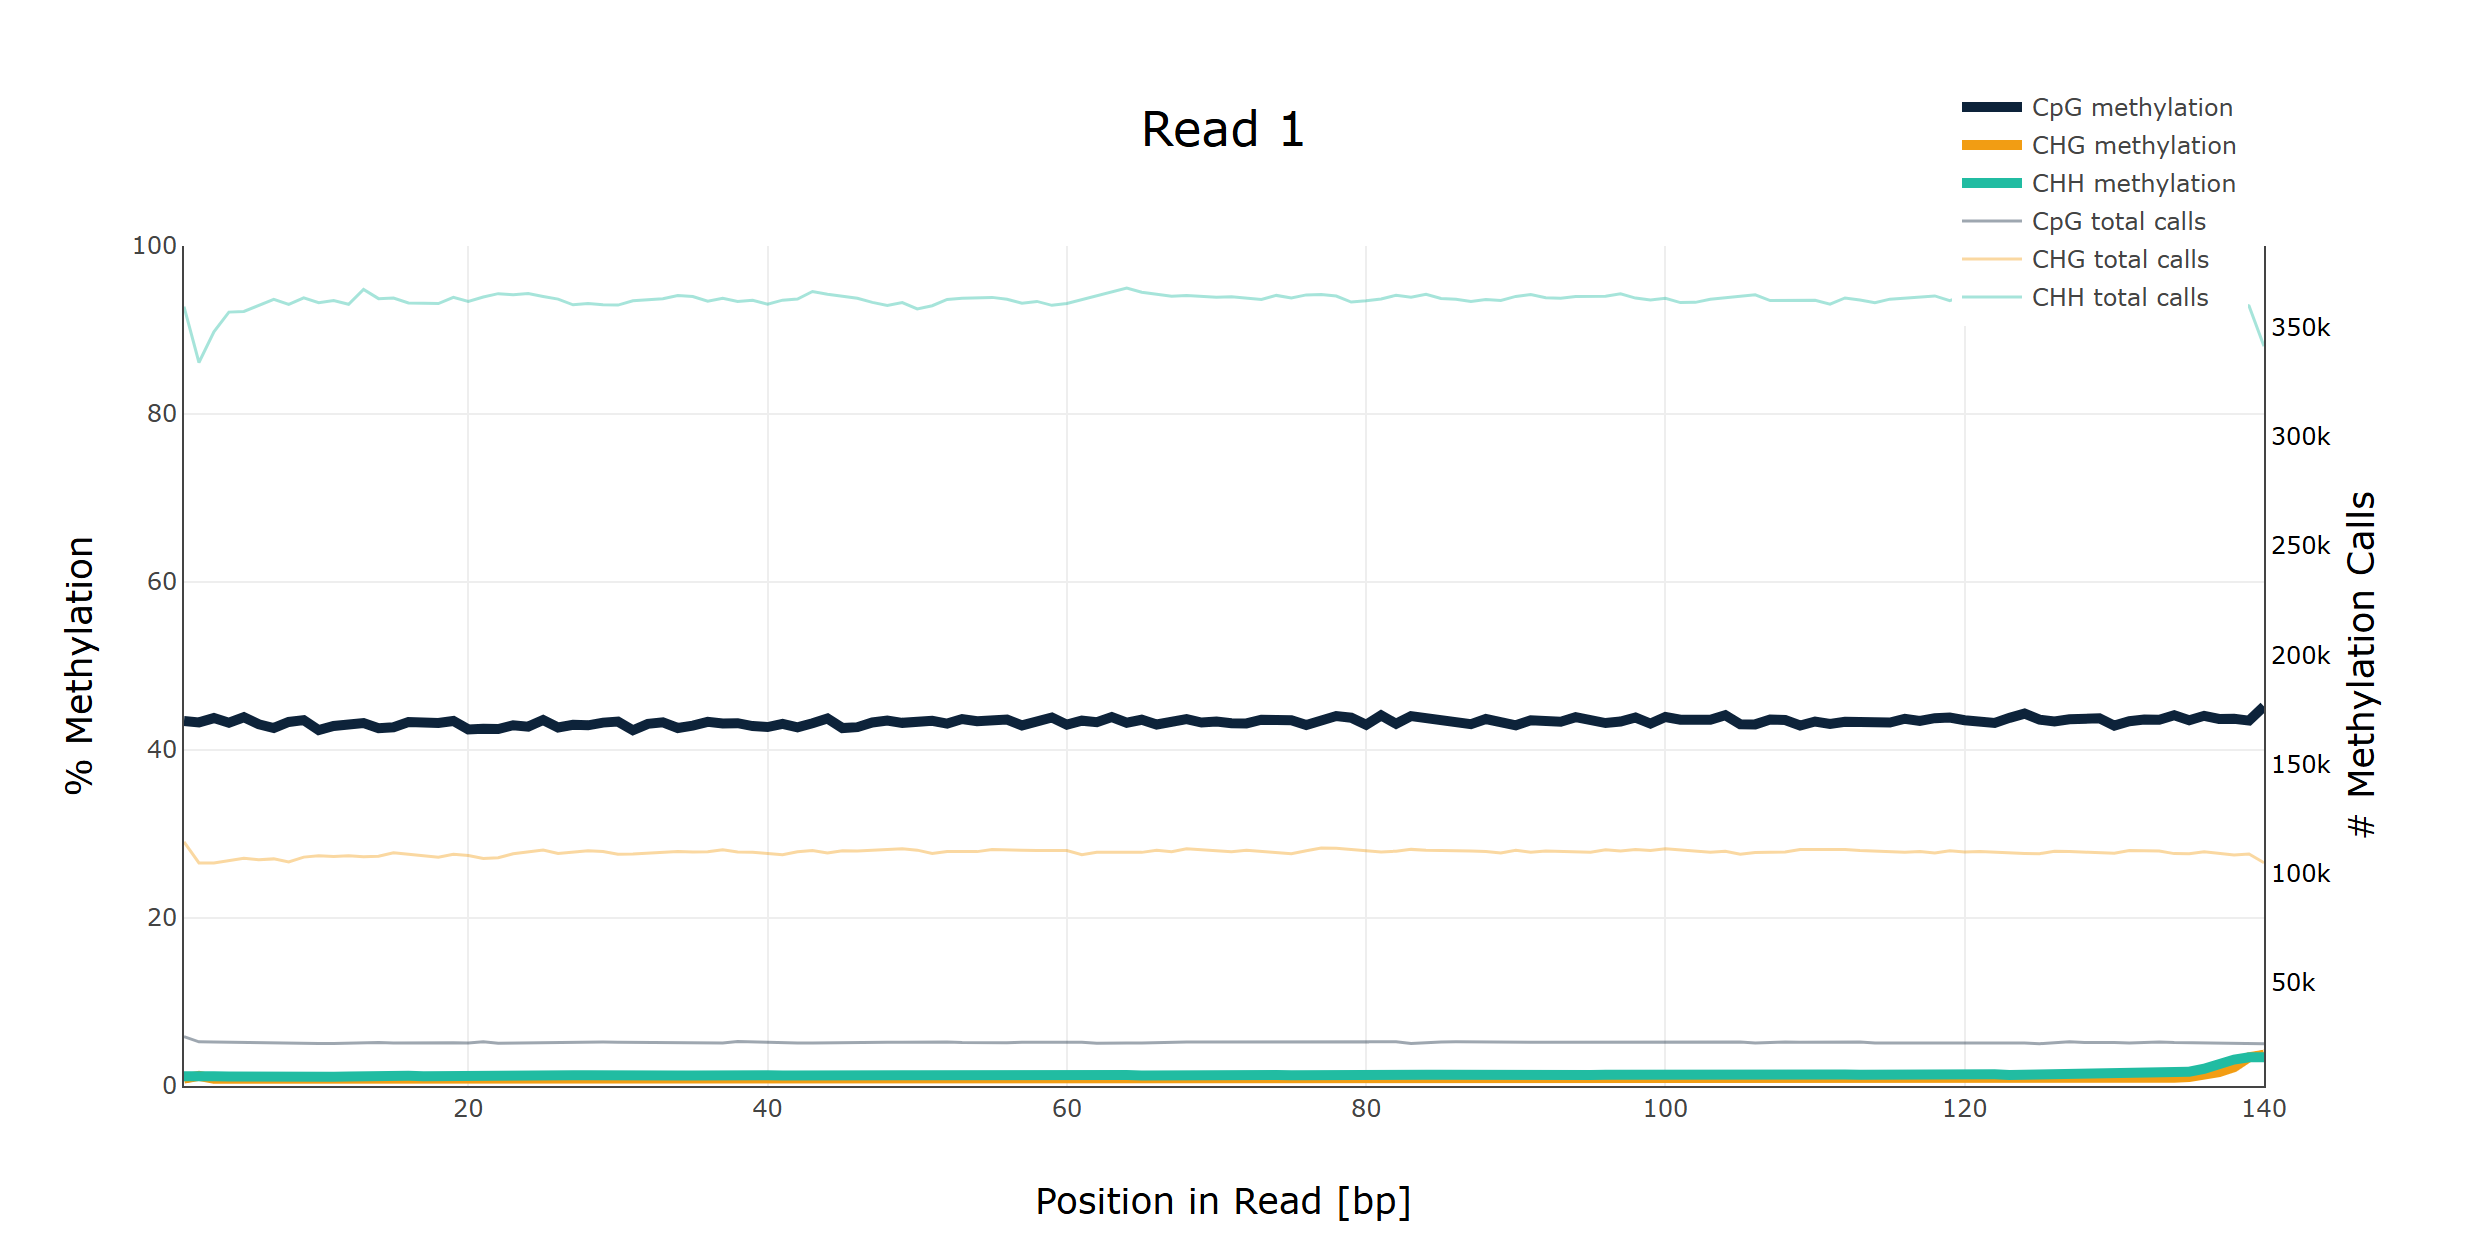 Read 1
CpG methylation
CHG methylation
CHH methylation
CpG total calls
CHG total calls
CHH total calls
% Methylation
100
80
60
40
20
0
350k
300k
250k
200k
150k
100k
50k
# Methylation Calls
20 40 60 80 100 120 140
Position in Read [bp]